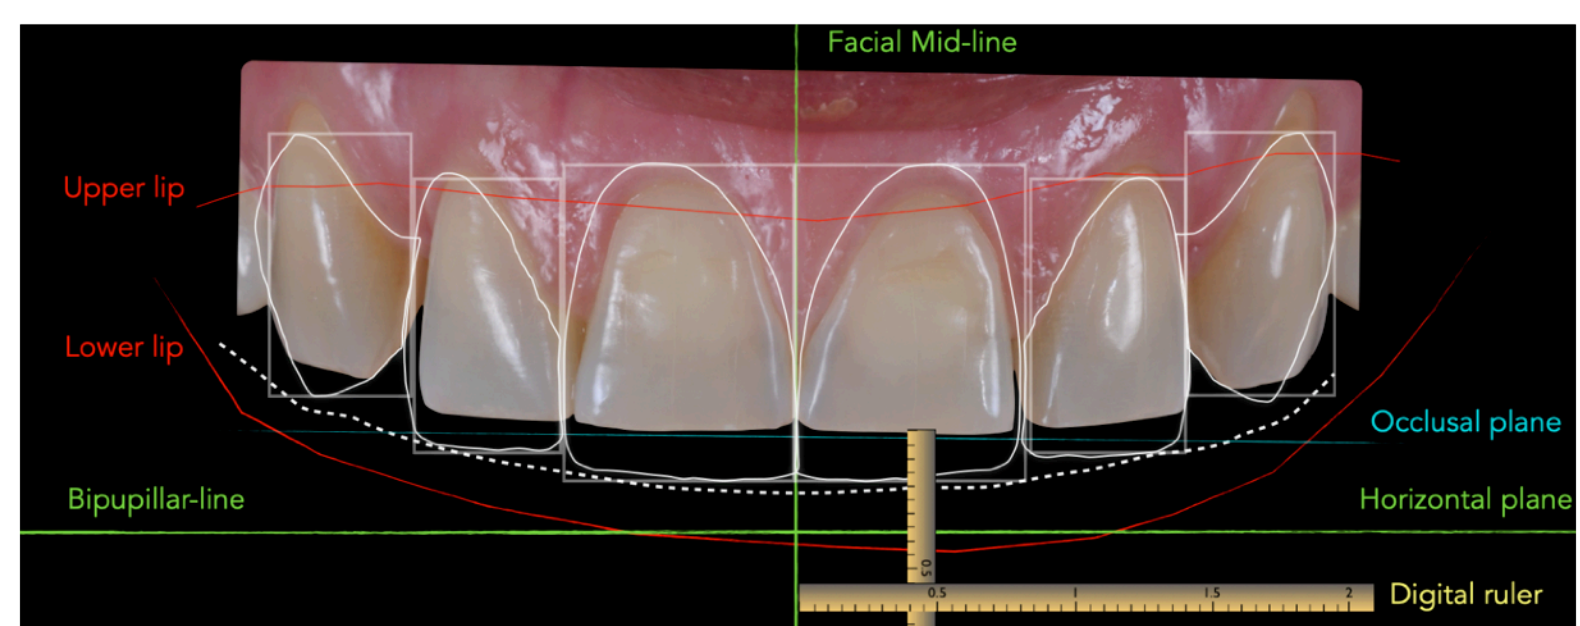 Facial Mid-line
Upper lip
Lower lip
Occlusal plane
Bipupillar-line
Horizontal plane
0.5
0.5
1
1.5
2
Digital ruler